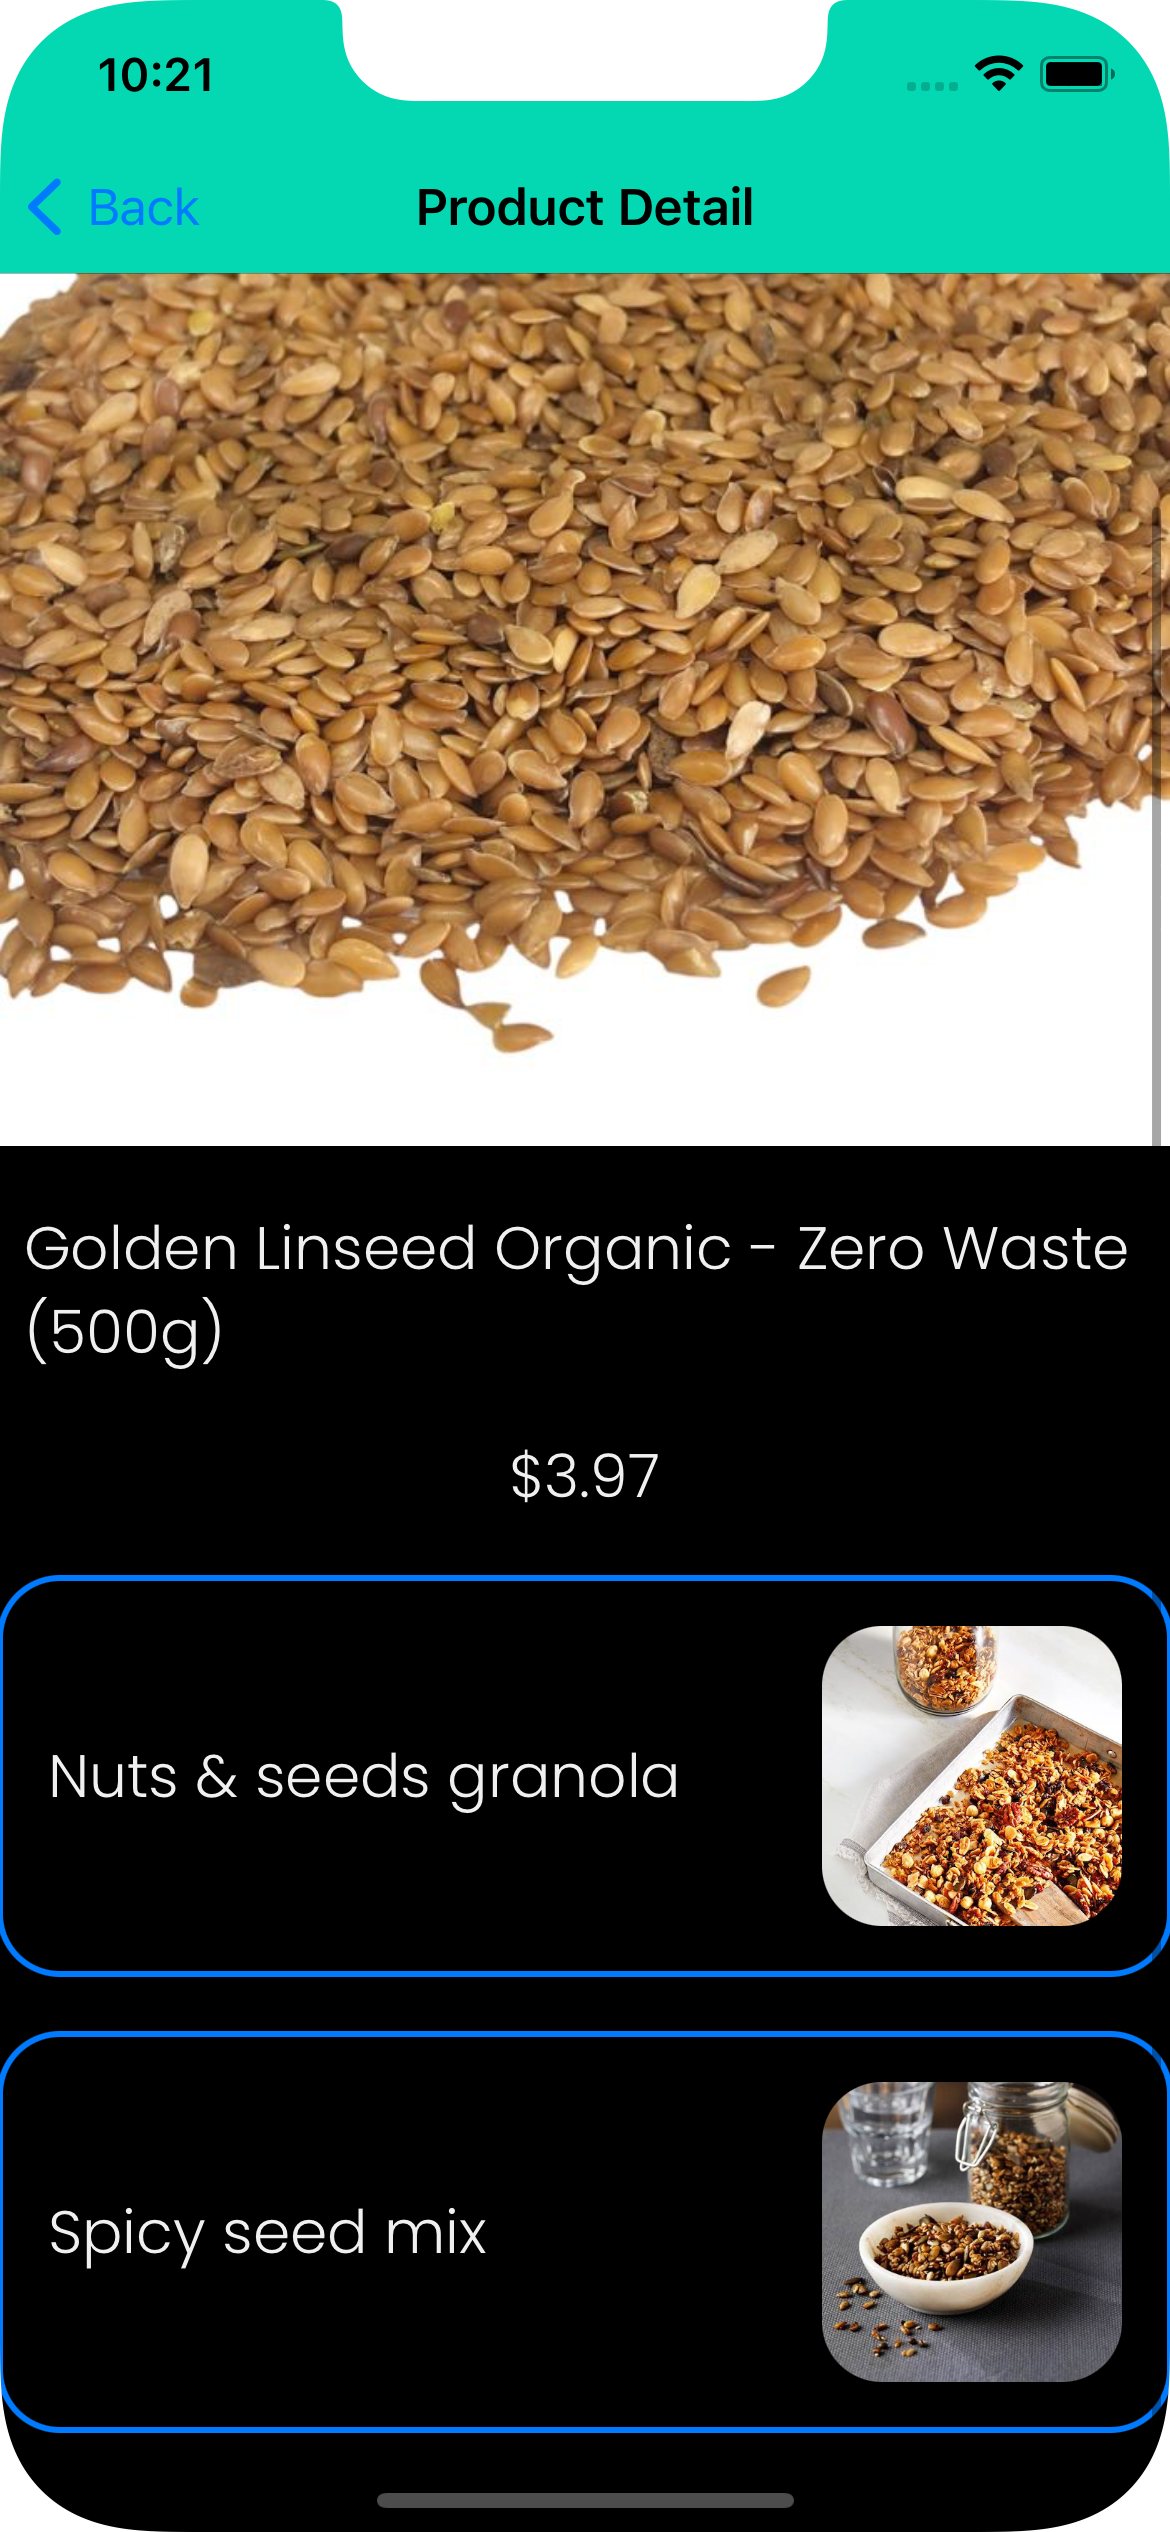 10:21
Back
Product Detail
Golden Linseed Organic - Zero Waste
(500g)
$3.97
Nuts & seeds granola
Spicy seed mix